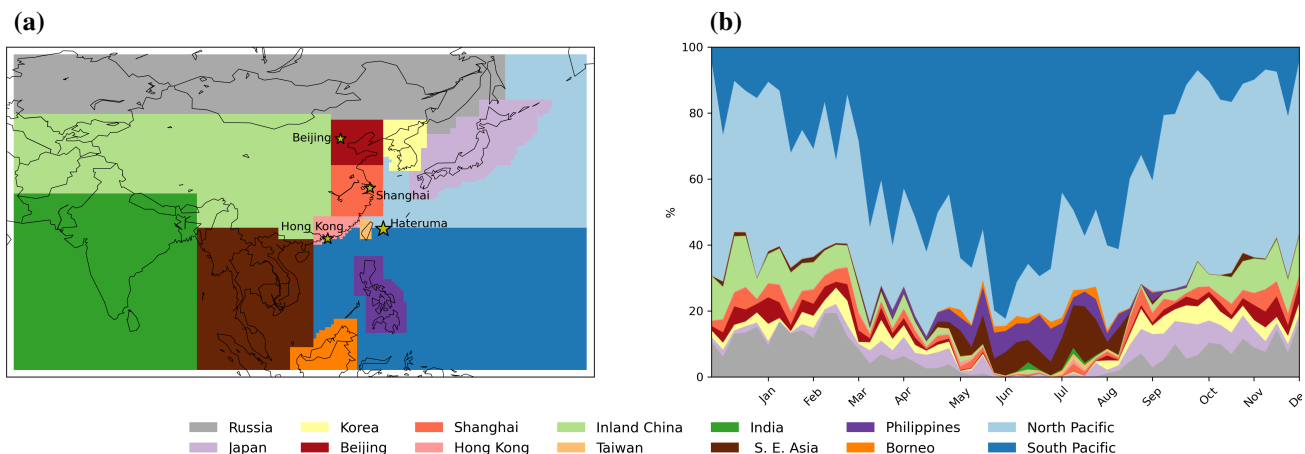 (a)
Beijing
Shanghai
Hong Kong
Hateruma
(b)
100
80
60
40
20
0
%
Jan
Feb
Mar
Apr
May
Jun
Jul
Aug
Sep
Oct
Nov
De
Russia
Korea
Shanghai
Inland China
India
Philippines
North Pacific
Japan
Beijing
Hong Kong
Taiwan
S. E. Asia
Borneo
South Pacific